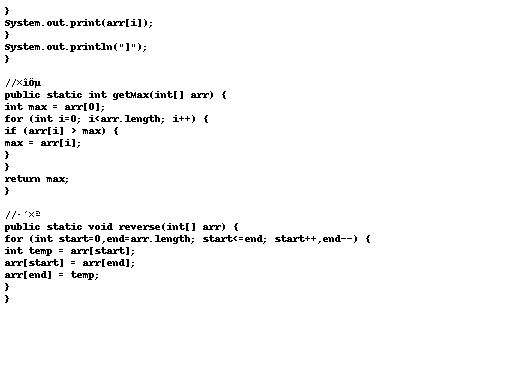 }
System.out.print(arr[i]);
}
System.out.println("]");
}
//×îÖµ
public static int getMax(int[] arr) {
int max = arr[0];
for (int i=0; i<arr.length; i++) {
if (arr[i] > max) {
max = arr[i];
}
}
return max;
}
//·´×ª
public static void reverse(int[] arr) {
for (int start=0,end=arr.length; start<=end; start++,end--) {
int temp = arr[start];
arr[start] = arr[end];
arr[end] = temp;
}
}